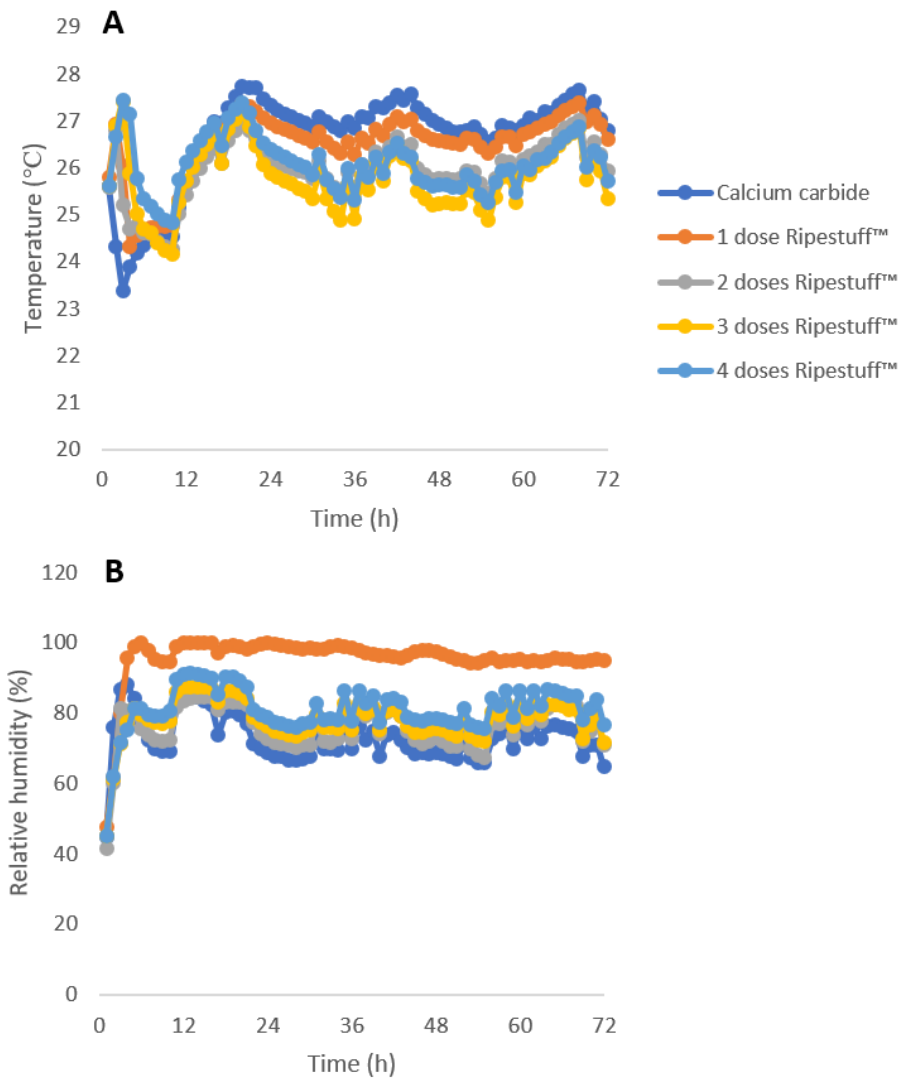 A
29
28
27
26
25
24
23
22
21
20
Temperature (°C)
0 12 24 36 48 60 72
Time (h)
Calcium carbide
1 dose Ripestuff™
2 doses Ripestuff™
3 doses Ripestuff™
4 doses Ripestuff™
B
120
100
80
60
40
20
0
Relative humidity (%)
0 12 24 36 48 60 72
Time (h)